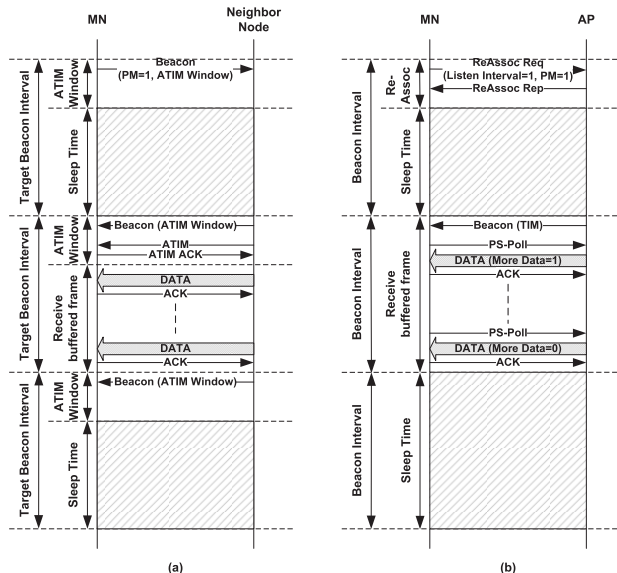 MN
Neighbor
Node
Target Beacon Interval
ATIM
Window
Beacon
(PM=1, ATIM Window)
Sleep Time
Target Beacon Interval
ATIM
Window
Beacon (ATIM Window)
ATIM
ATIM ACK
Receive
buffered frame
DATA
ACK
DATA
ACK
Target Beacon Interval
ATIM
Window
Beacon (ATIM Window)
Sleep Time
(a)
MN
AP
Beacon Interval
Re-
Assoc
ReAssoc Req
(Listen Interval=1, PM=1)
ReAssoc Rep
Sleep Time
Beacon Interval
Receive
buffered frame
Beacon (TIM)
PS-Poll
DATA (More Data=1)
ACK
PS-Poll
DATA (More Data=0)
ACK
Beacon Interval
Sleep Time
(b)